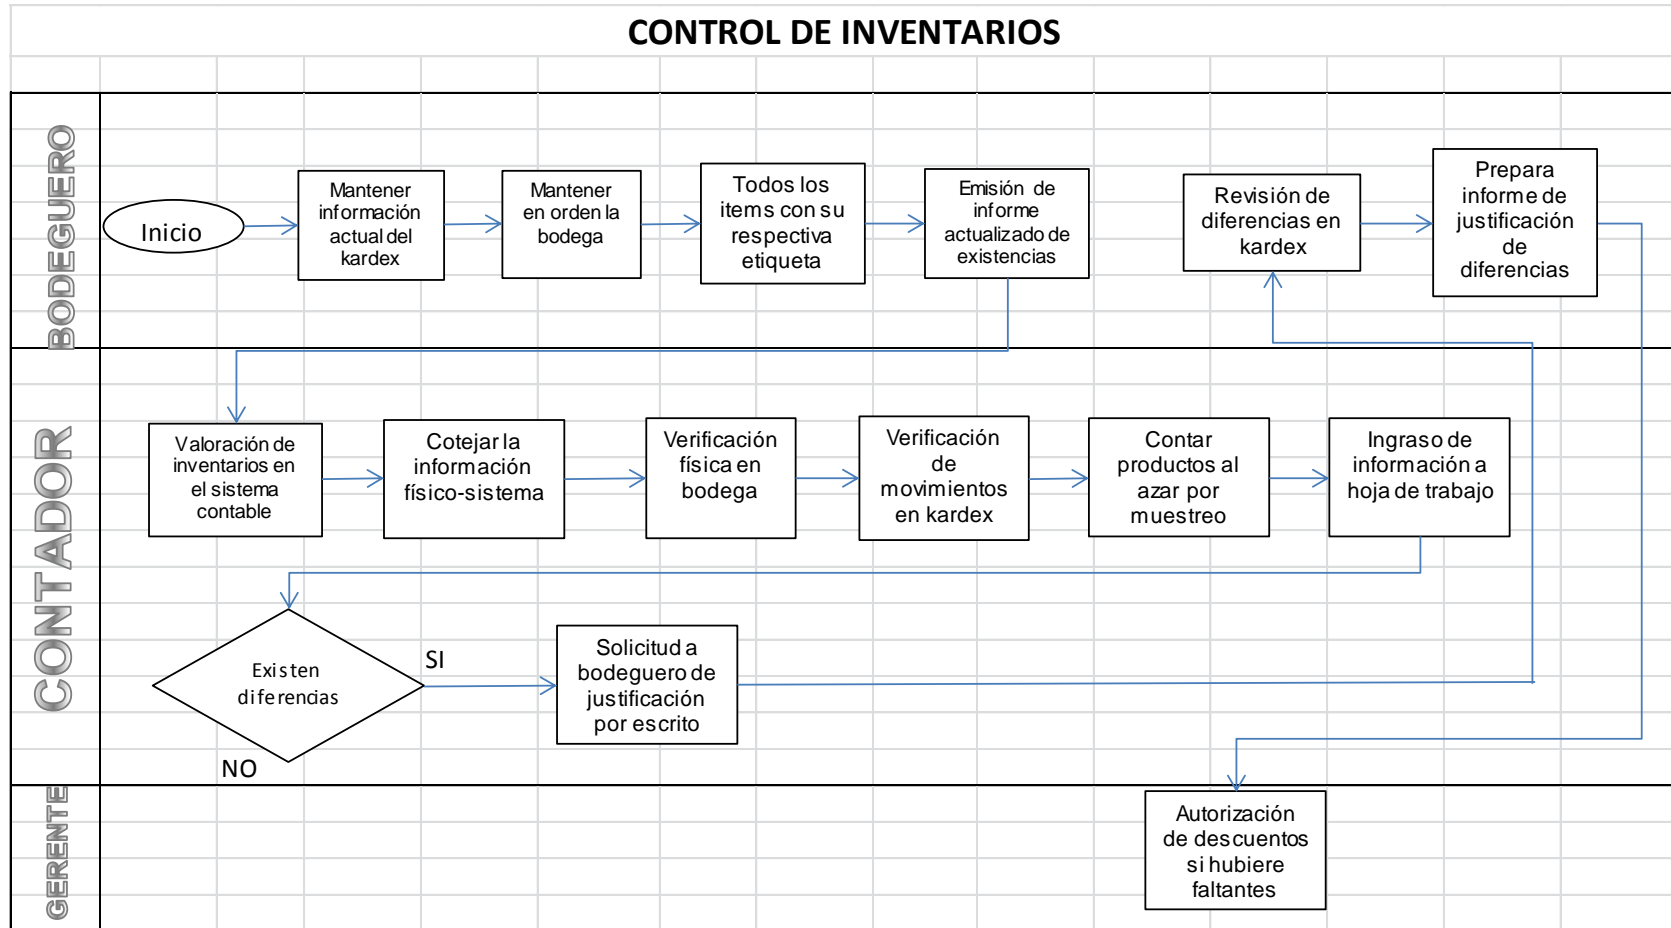 CONTROL DE INVENTARIOS
BODEGUERO
Inicio
Mantener
información
actual del
kardex
Mantener
en orden la
bodega
Todos los
items con su
respectiva
etiqueta
Emisión de
informe
actualizado de
existencias
Revisión de
diferencias en
kardex
Prepara
informe de
justificación
de
diferencias
CONTADOR
Valoración de
inventarios en
el sistema
contable
Cotejar la
información
físico-sistema
Verificación
física en
bodega
Verificación
de
movimientos
en kardex
Contar
productos al
azar por
muestreo
Ingraso de
información a
hoja de trabajo
Existen
diferencias
SI
NO
Solicitud a
bodeguero de
justificación
por escrito
GERENTE
Autorización
de descuentos
si hubiere
faltantes